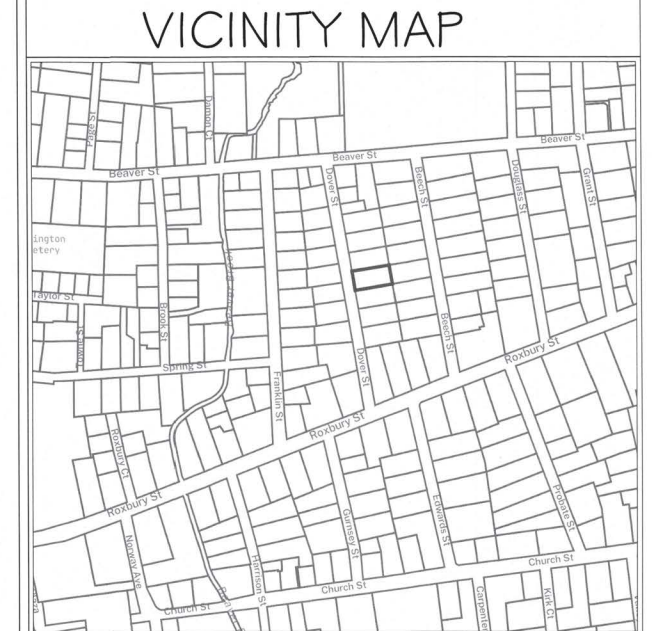 VICINITY MAP
Page St
Damon Ct
Beaver St
Beaver St
Beaver St
Dover St
Beech St
Douglass St
Grant St
ington
etery
Taylor St
Brook St
Spring St
Franklin St
Dover St
Beech St
Roxbury St
Roxbury St
Roxbury Ct
Roxbury St
Norway Ave
Harrison St
Gurnsey St
Edwards St
Probate St
Church St
Church St
Church St
Carpenter
Kirk Ct